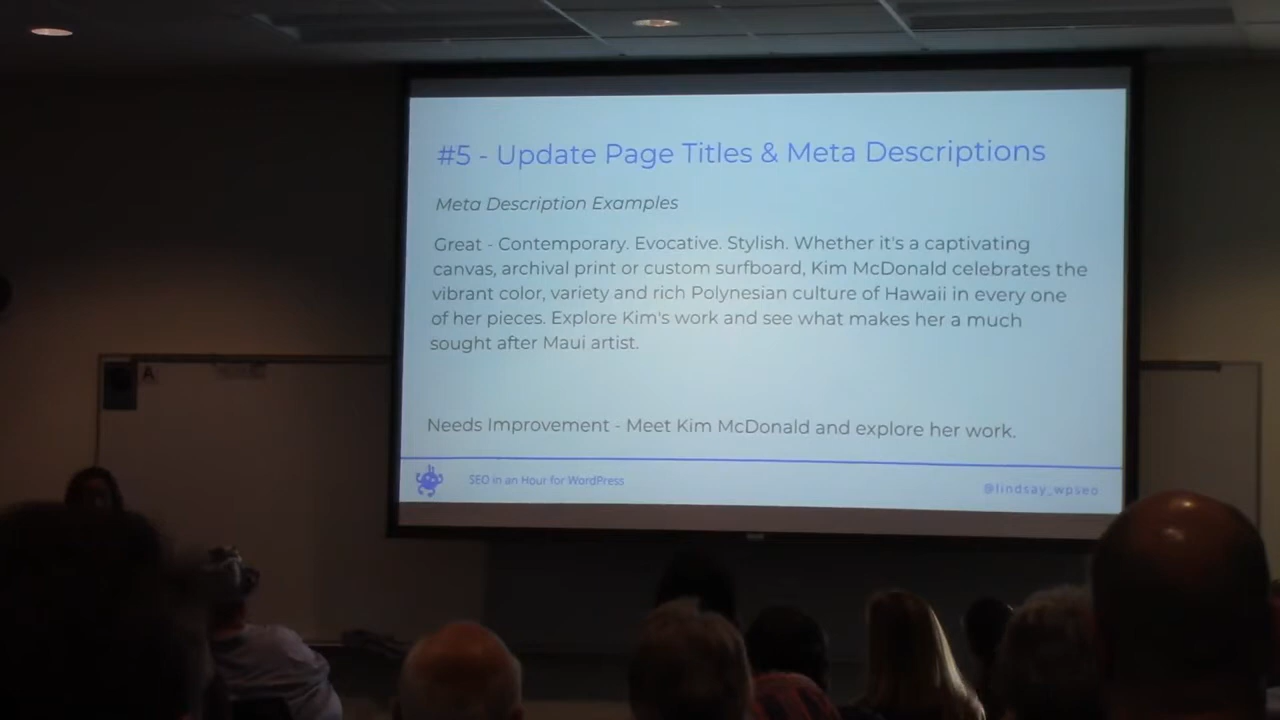 #5 - Update Page Titles & Meta Descriptions
Meta Description Examples
Great - Contemporary. Evocative. Stylish. Whether it's a captivating
canvas, archival print or custom surfboard, Kim McDonald celebrates the
vibrant color, variety and rich Polynesian culture of Hawaii in every one
of her pieces. Explore Kim's work and see what makes her a much
sought after Maui artist.
Needs Improvement - Meet Kim McDonald and explore her work.
SEO in an Hour for WordPress
@lindsay_wpseo
A